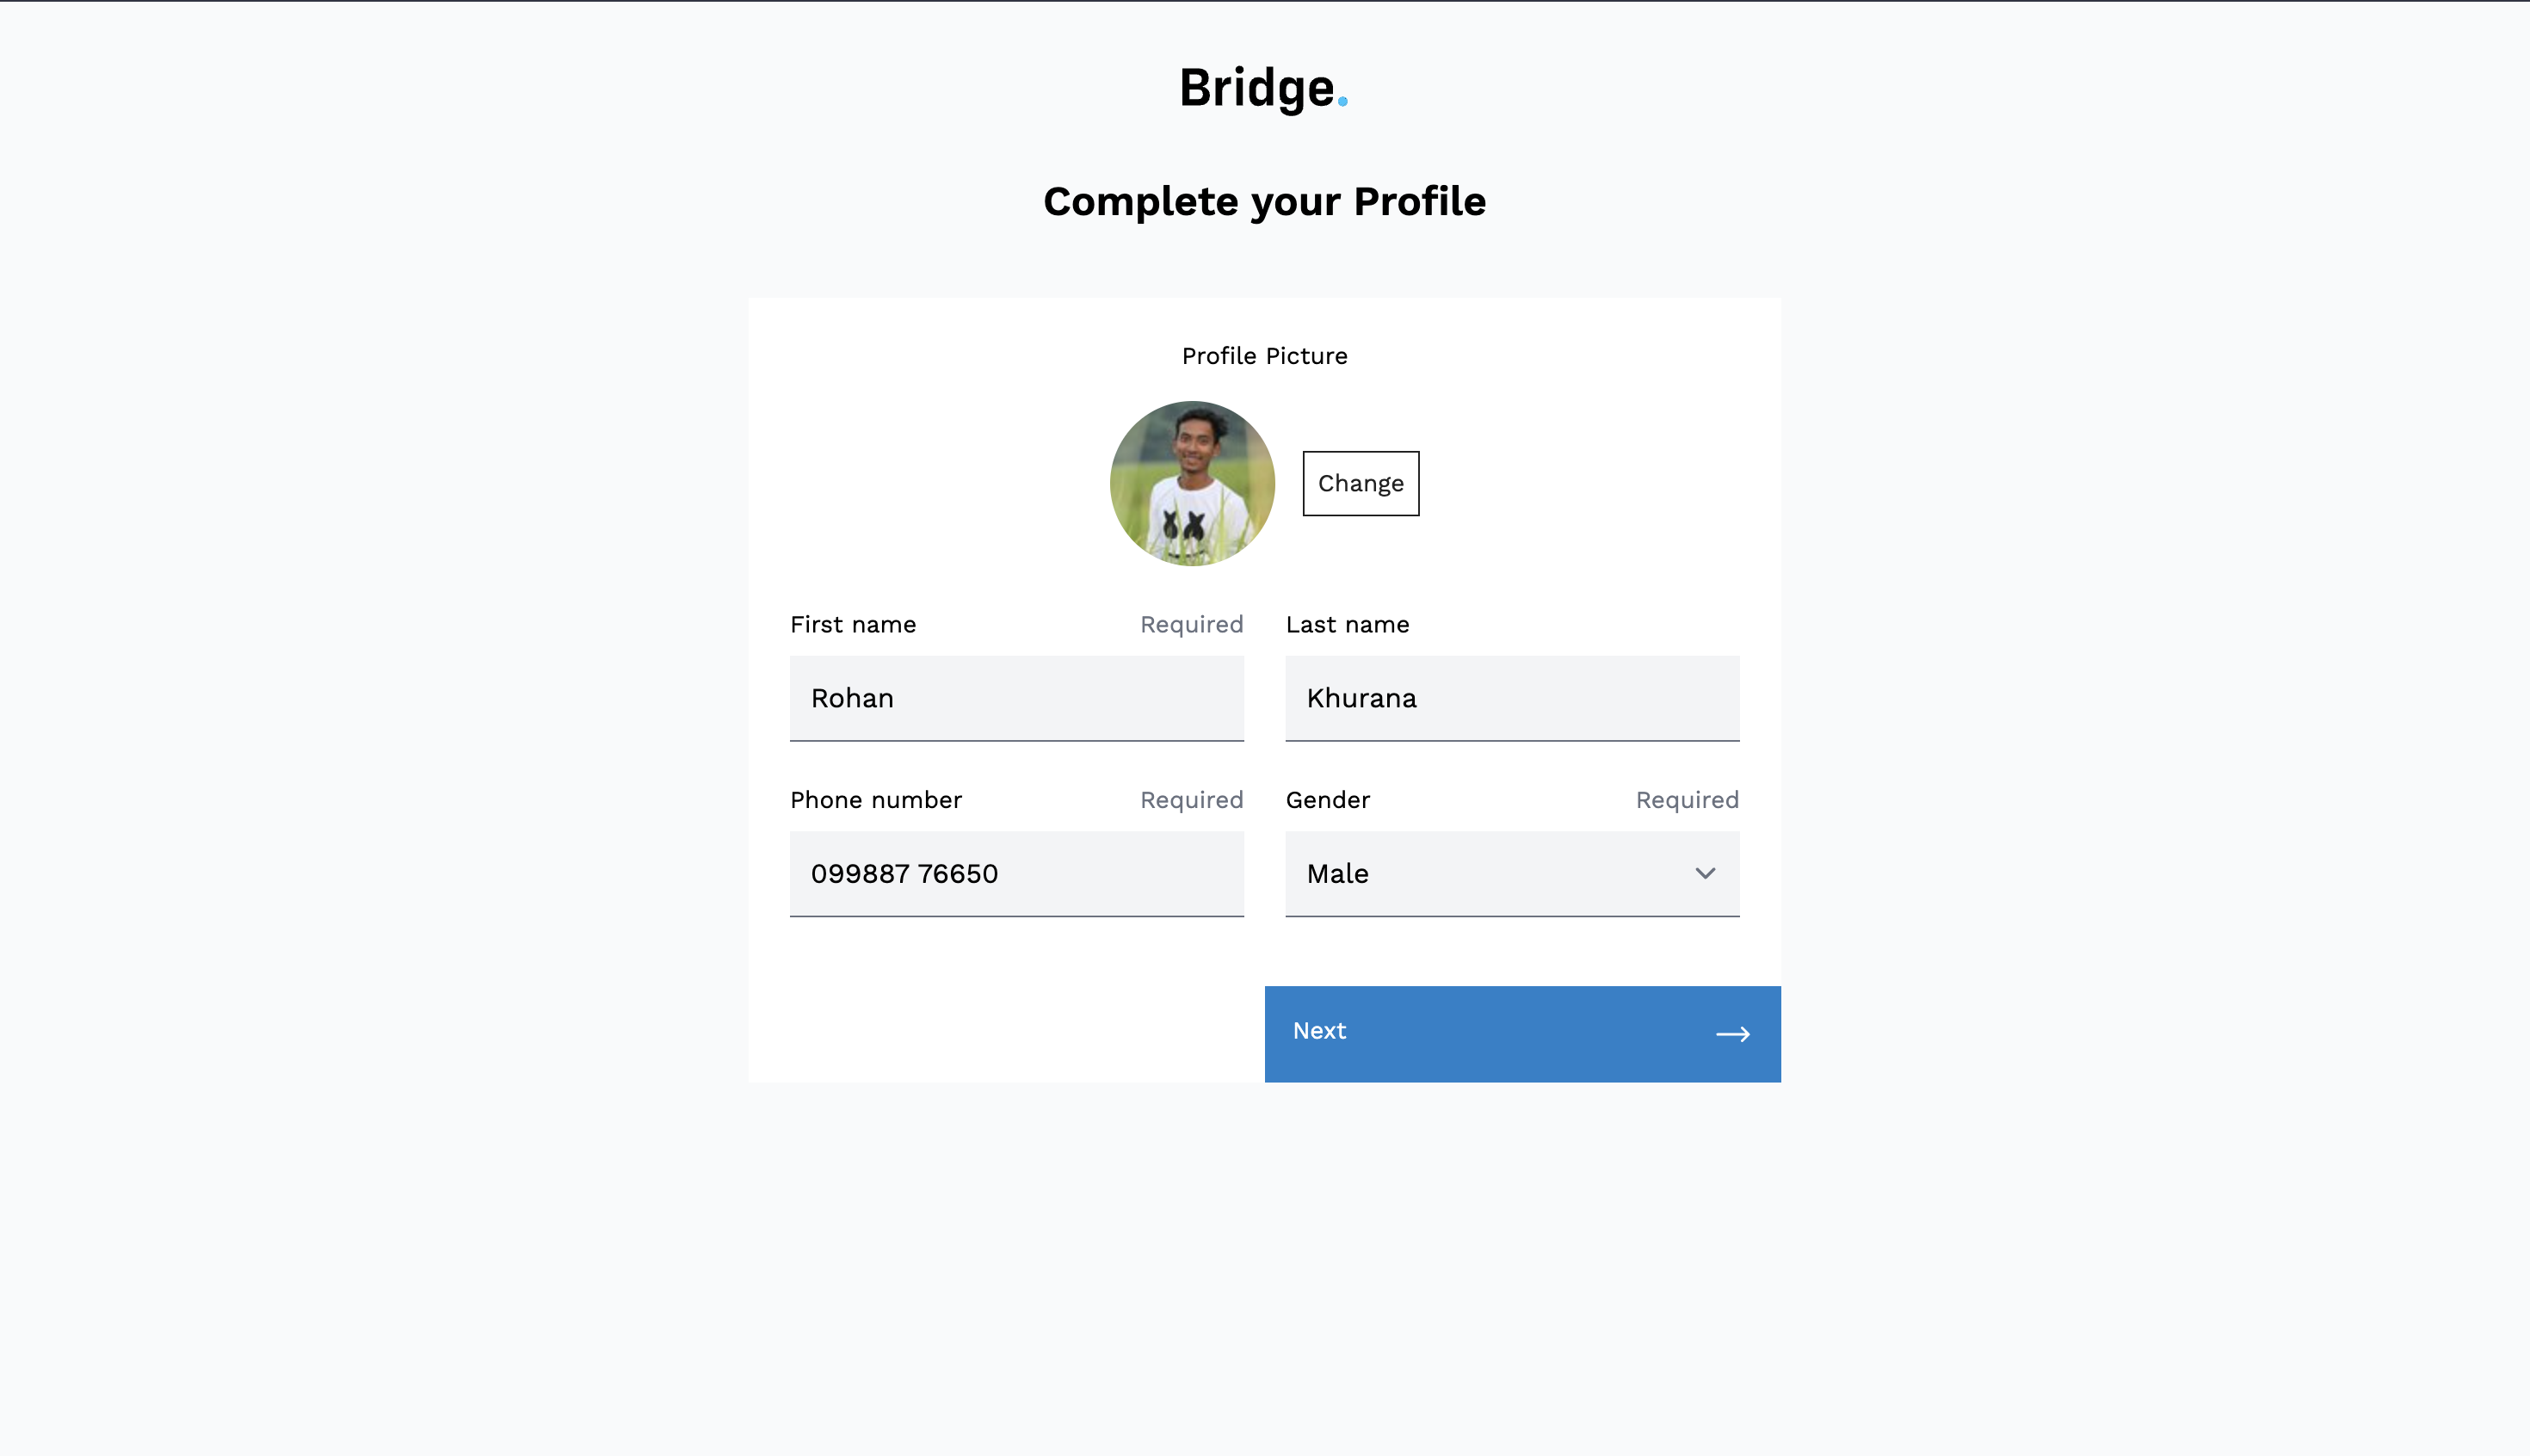 Bridge.
Complete your Profile
Profile Picture
Change
First name Required
Last name
Rohan
Khurana
Phone number Required
Gender Required
099887 76650
Male
Next